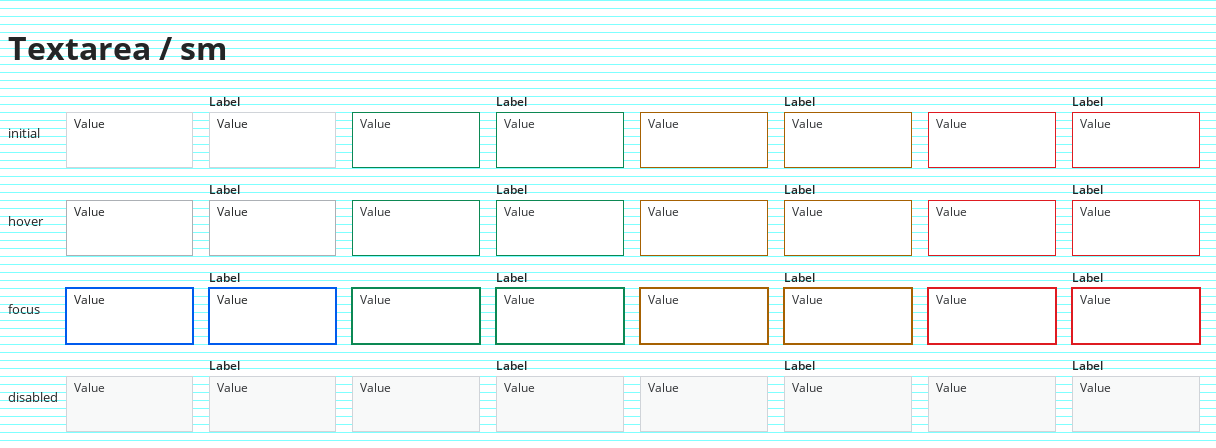 Textarea / sm
Label Label Label Label
initial Value Value Value Value Value Value Value Value
Label Label Label Label
hover Value Value Value Value Value Value Value Value
Label Label Label Label
focus Value Value Value Value Value Value Value Value
Label Label Label Label
disabled Value Value Value Value Value Value Value Value